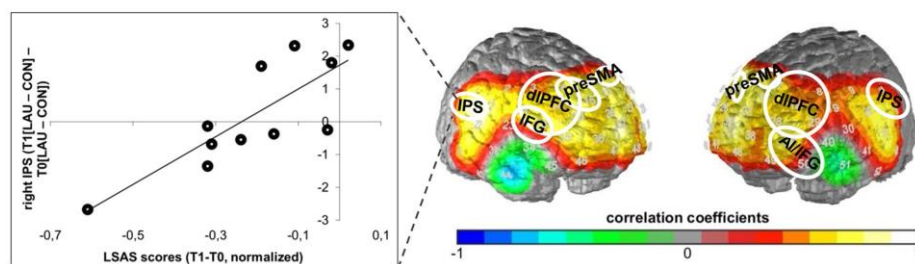 right IPS (T1[LAU – CON] –
T0[LAU – CON])
3
2
1
0
-1
-2
-3
-0,7
-0,5
-0,3
-0,1
0,1
LSAS scores (T1-T0, normalized)
IPS
dlPFC
preSMA
IFG
preSMA
dlPFC
IPS
AI/IFG
correlation coefficients
-1
0